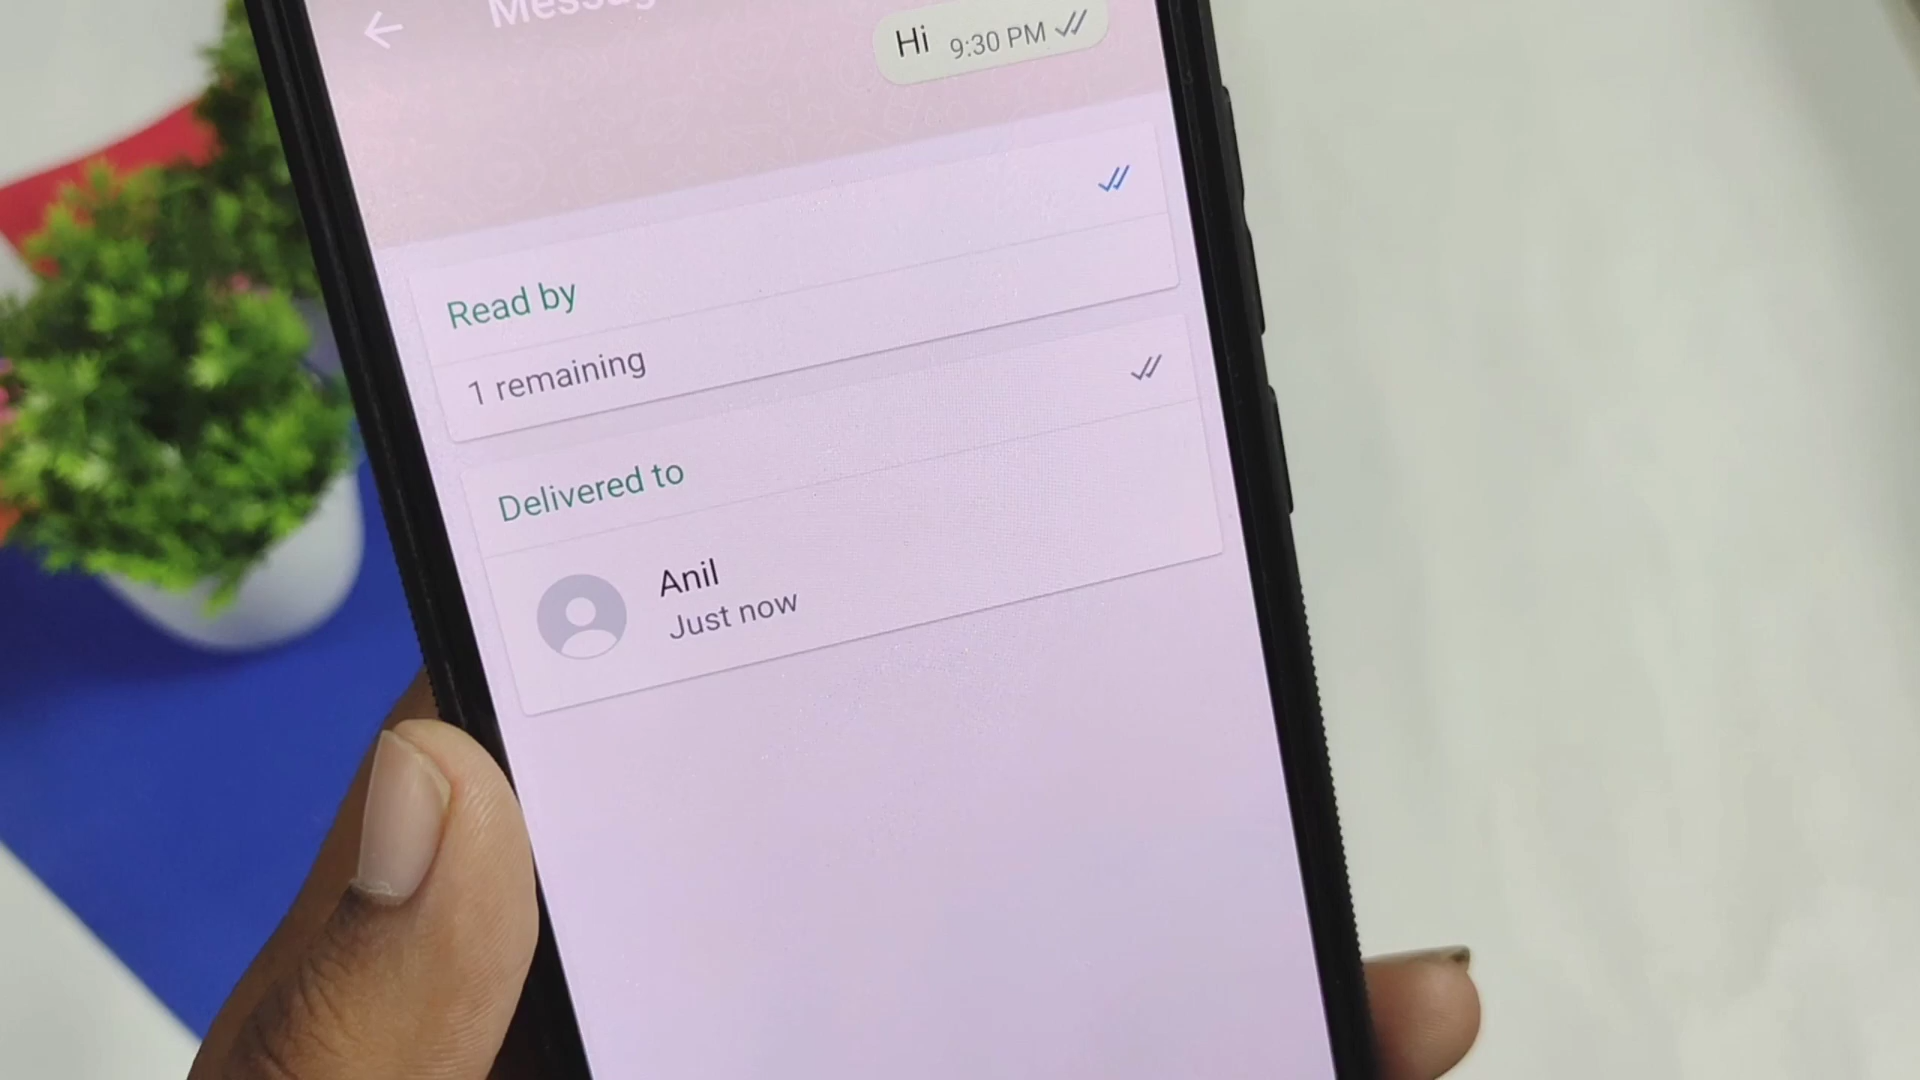 Hi 9:30 PM
Read by
1 remaining
Delivered to
Anil
Just now